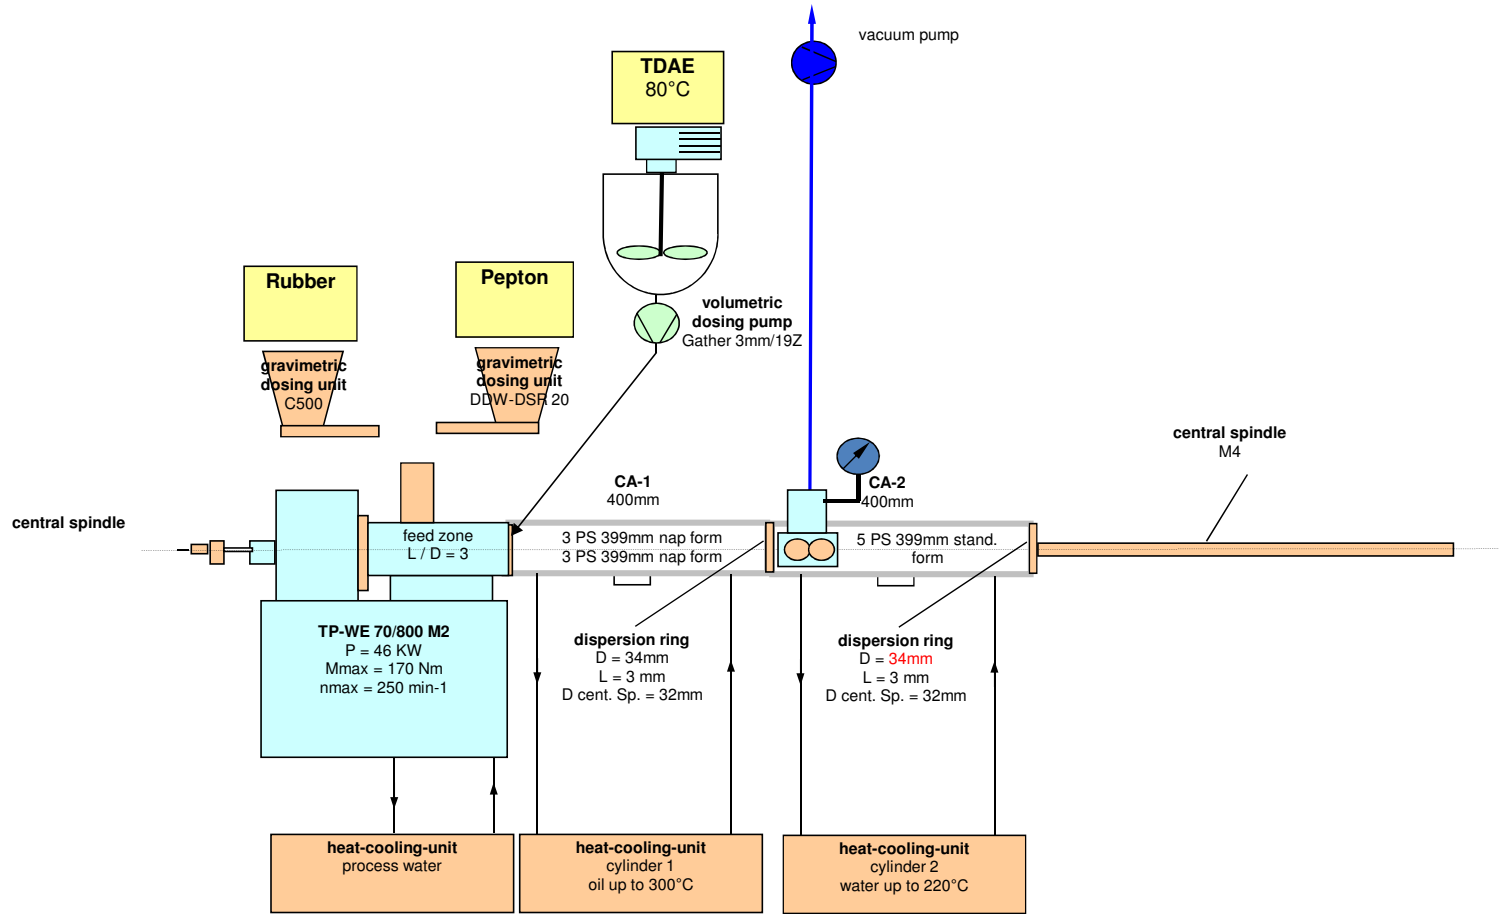 vacuum pump
TDAE
80°C
Rubber
Pepton
gravimetric
dosing unit
C500
gravimetric
dosing unit
DDW-DSR 20
volumetric
dosing pump
Gather 3mm/19Z
central spindle
M4
CA-1
400mm
CA-2
400mm
central spindle
feed zone
L / D = 3
3 PS 399mm nap form
3 PS 399mm nap form
5 PS 399mm stand.
form
TP-WE 70/800 M2
P = 46 KW
Mmax = 170 Nm
nmax = 250 min-1
dispersion ring
D = 34mm
L = 3 mm
D cent. Sp. = 32mm
dispersion ring
D = 34mm
L = 3 mm
D cent. Sp. = 32mm
heat-cooling-unit
process water
heat-cooling-unit
cylinder 1
oil up to 300°C
heat-cooling-unit
cylinder 2
water up to 220°C